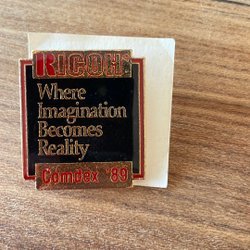 RICOH
Where
Imagination
Becomes
Reality
Comdex '89